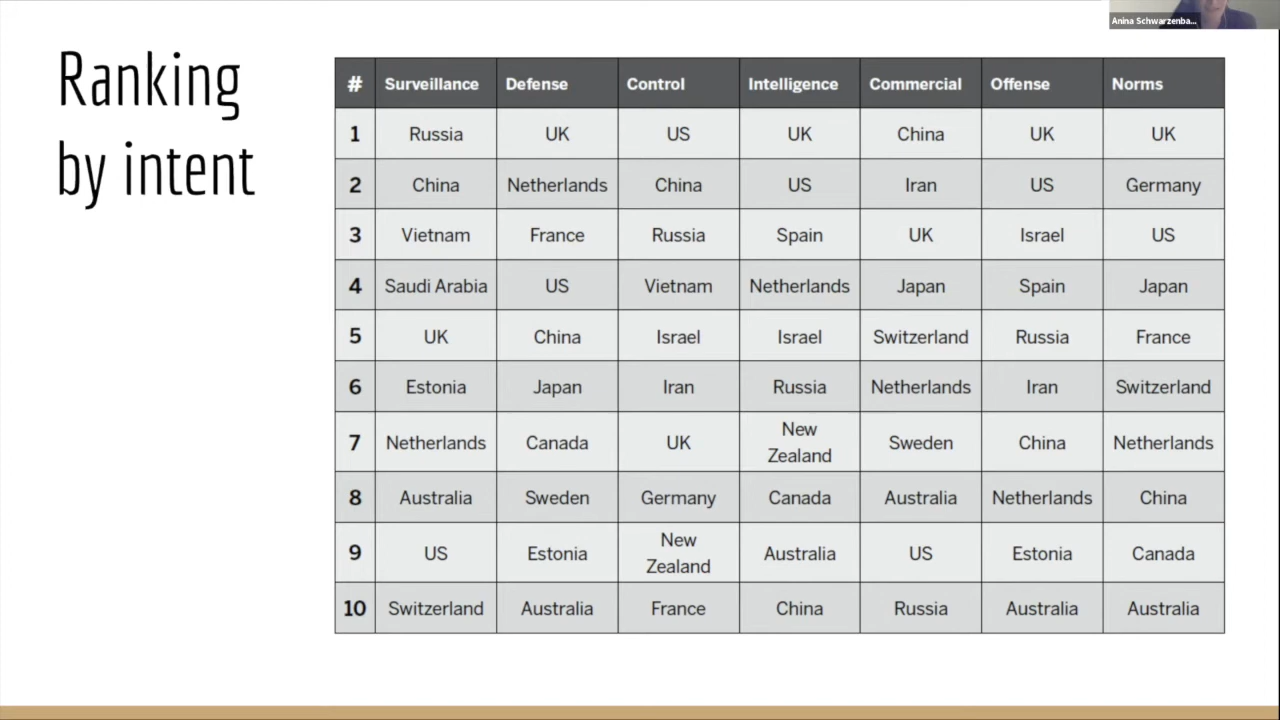 Anina Schwarzenba...
Ranking
by intent
# Surveillance Defense Control Intelligence Commercial Offense Norms
1 Russia UK US UK China UK UK
2 China Netherlands China US Iran US Germany
3 Vietnam France Russia Spain UK Israel US
4 Saudi Arabia US Vietnam Netherlands Japan Spain Japan
5 UK China Israel Israel Switzerland Russia France
6 Estonia Japan Iran Russia Netherlands Iran Switzerland
7 Netherlands Canada UK New Zealand Sweden China Netherlands
8 Australia Sweden Germany Canada Australia Netherlands China
9 US Estonia New Zealand Australia US Estonia Canada
10 Switzerland Australia France China Russia Australia Australia